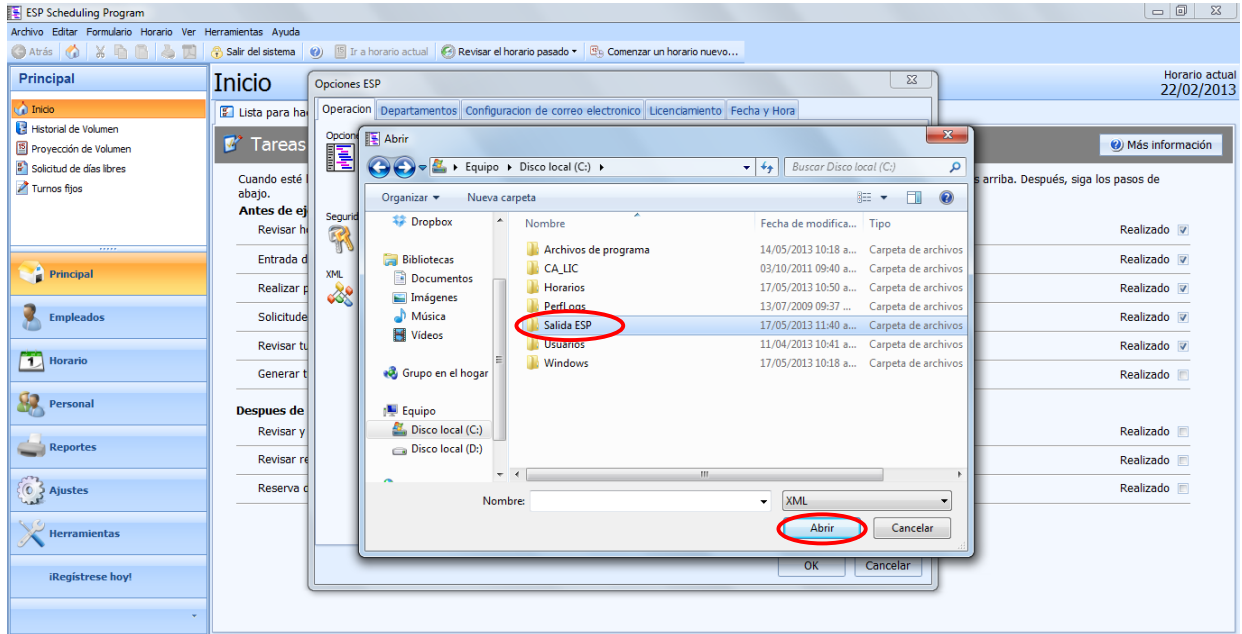 ESP Scheduling Program
Archivo Editar Formulario Horario Ver Herramientas Ayuda
Atrás Salir del sistema Ir a horario actual Revisar el horario pasado Comenzar un horario nuevo...
Principal
Inicio
Historial de Volumen
Proyección de Volumen
Solicitud de días libres
Turnos fijos
Principal
Empleados
Horario
Personal
Reportes
Ajustes
Herramientas
¡Regístrese hoy!
Inicio
Horario actual
22/02/2013
Lista para ha
Tareas
Más información
Cuando esté l
s arriba. Después, siga los pasos de
abajo.
Antes de ej
Revisar h
Realizado
Entrada d
Realizado
Realizar p
Realizado
Solicitude
Realizado
Revisar tu
Realizado
Generar t
Realizado
Despues de
Revisar y
Realizado
Revisar re
Realizado
Reserva d
Realizado
Opciones ESP
Operacion Departamentos Configuracion de correo electronico Licenciamiento Fecha y Hora
Opcion
Segurid
XML
OK Cancelar
Abrir
Equipo Disco local (C:)
Buscar Disco local (C:)
Organizar Nueva carpeta
Dropbox
Bibliotecas
Documentos
Imágenes
Música
Vídeos
Grupo en el hogar
Equipo
Disco local (C:)
Disco local (D:)
Nombre Fecha de modifica... Tipo
Archivos de programa 14/05/2013 10:18 a... Carpeta de archivos
CA_LIC 03/10/2011 09:40 a... Carpeta de archivos
Horarios 17/05/2013 10:50 a... Carpeta de archivos
PerfLogs 13/07/2009 09:37 ... Carpeta de archivos
Salida ESP 17/05/2013 11:40 a... Carpeta de archivos
Usuarios 11/04/2013 10:41 a... Carpeta de archivos
Windows 17/05/2013 10:18 a... Carpeta de archivos
Nombre: XML
Abrir Cancelar